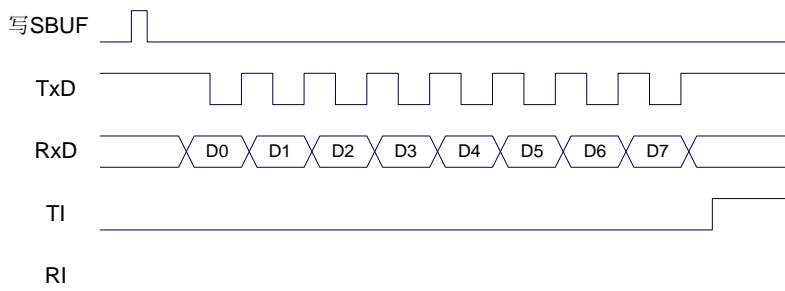 写SBUF
TxD
RxD D0 D1 D2 D3 D4 D5 D6 D7
TI
RI